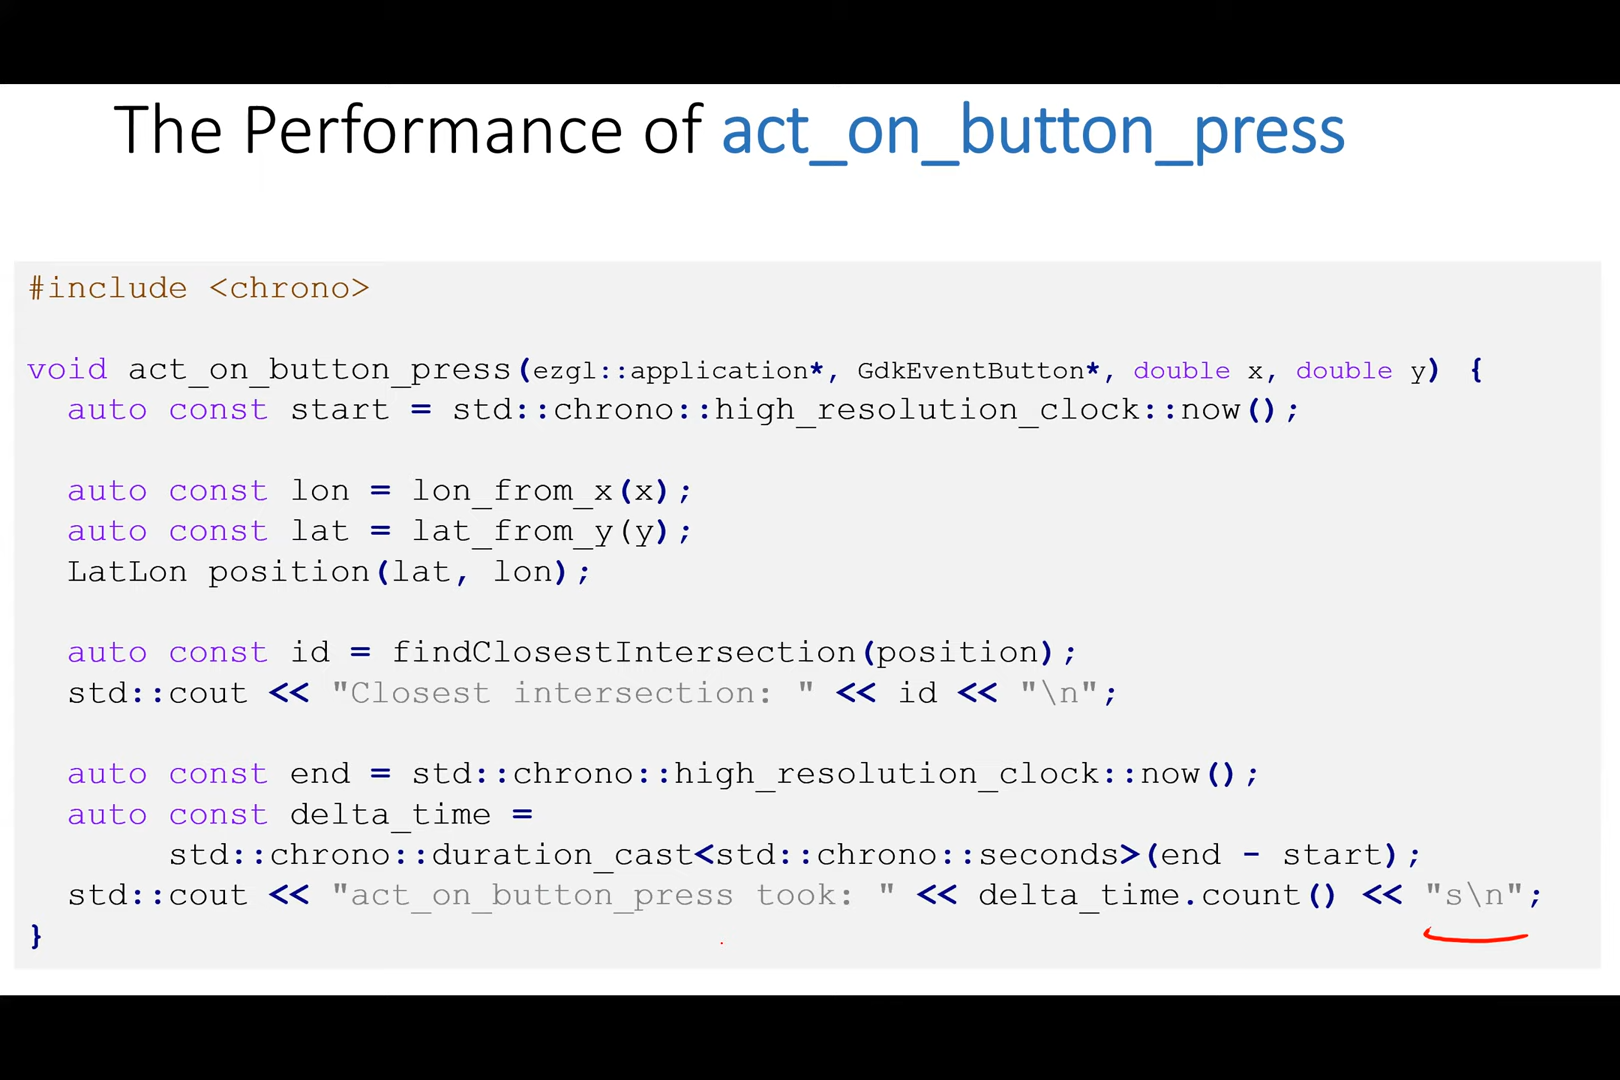 The Performance of act_on_button_press
#include <chrono>
void act_on_button_press(ezgl::application*, GdkEventButton*, double x, double y) {
auto const start = std::chrono::high_resolution_clock::now();
auto const lon = lon_from_x(x);
auto const lat = lat_from_y(y);
LatLon position(lat, lon);
auto const id = findClosestIntersection(position);
std::cout << "Closest intersection: " << id << "\n";
auto const end = std::chrono::high_resolution_clock::now();
auto const delta_time =
std::chrono::duration_cast<std::chrono::seconds>(end - start);
std::cout << "act_on_button_press took: " << delta_time.count() << "s\n";
}